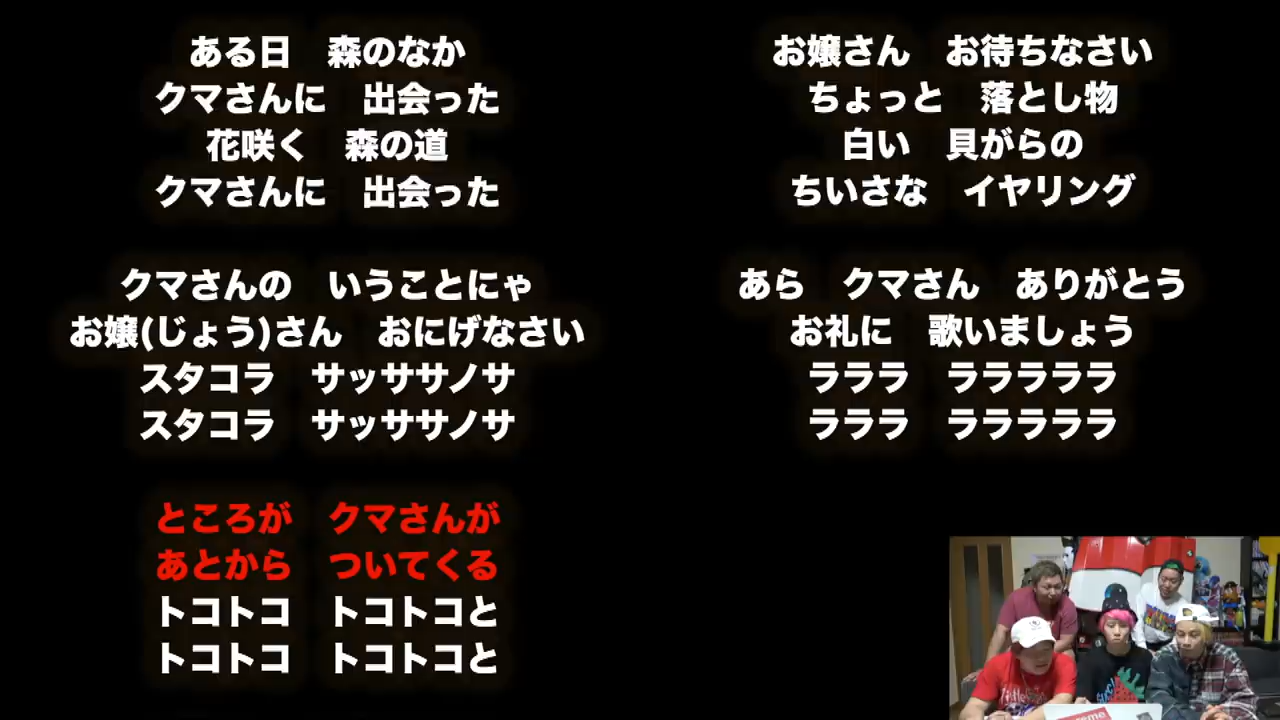 ある日　森のなか
クマさんに　出会った
花咲く　森の道
クマさんに　出会った
クマさんの　いうことにゃ
お嬢(じょう)さん　おにげなさい
スタコラ　サッササノサ
スタコラ　サッササノサ
ところが　クマさんが
あとから　ついてくる
トコトコ　トコトコと
トコトコ　トコトコと
お嬢さん　お待ちなさい
ちょっと　落とし物
白い　貝がらの
ちいさな　イヤリング
あら　クマさん　ありがとう
お礼に　歌いましょう
ラララ　ラララララ
ラララ　ラララララ